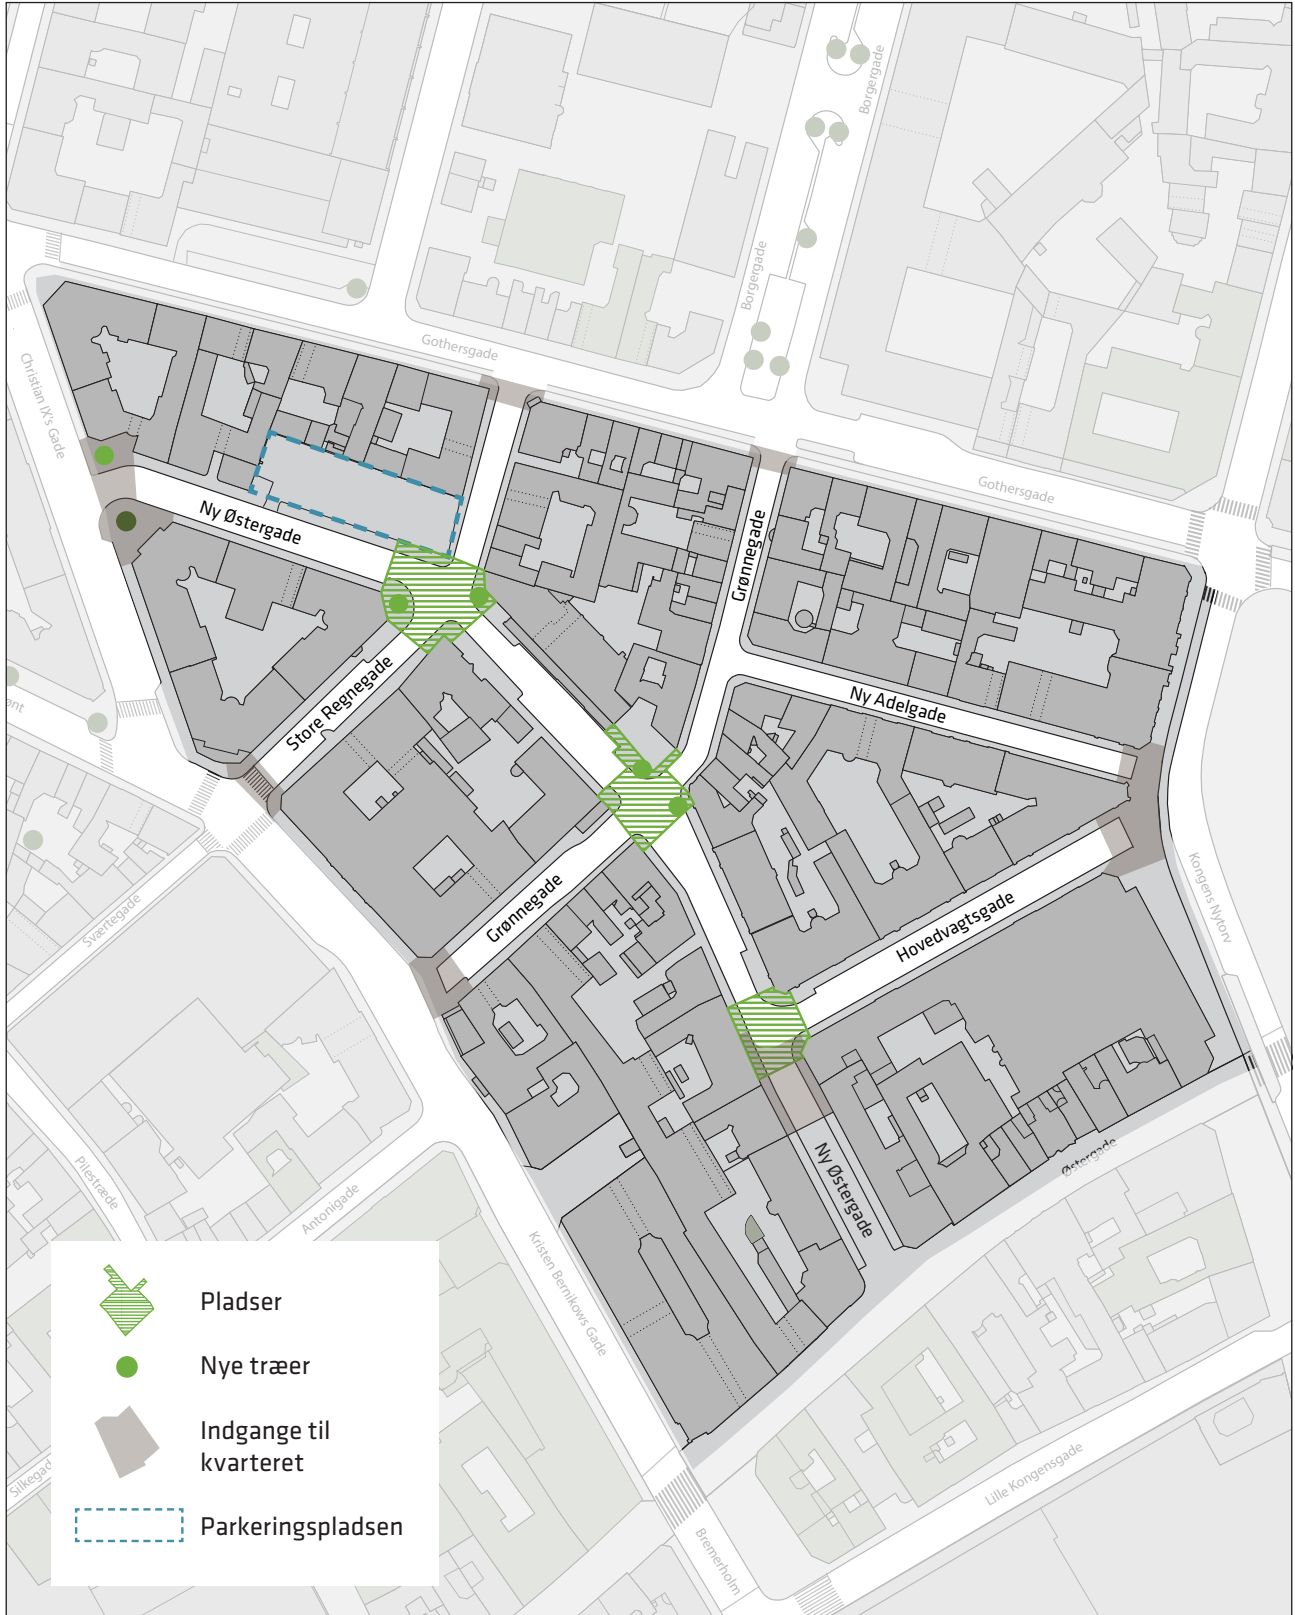 Borgergade
Borgergade
Gothersgade
Christian IX's Gade
Gothersgade
Ny Østergade
Grønnegade
Store Regnegade
Ny Adelgade
Kongens Nytorv
Sværtegade
Grønnegade
Hovedvagtsgade
Pilestræde
Antonigade
Ny Østergade
Østergade
Kristen Bernikows Gade
Lille Kongensgade
Bremerholm
Pladser
Nye træer
Indgange til
kvarteret
Parkeringspladsen